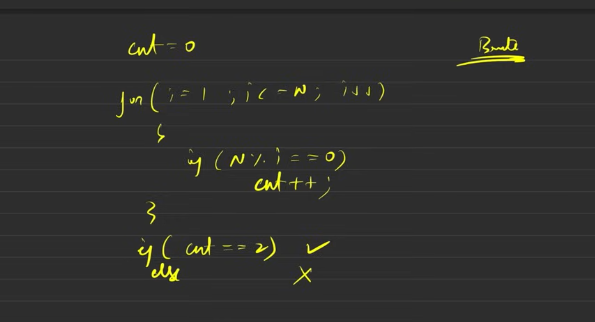 cnt = 0
Brute
for( i = 1 ; i <= N ; i++)
{
if ( N % i == 0)
cnt ++ ;
}
if ( cnt == 2) ✓
else X